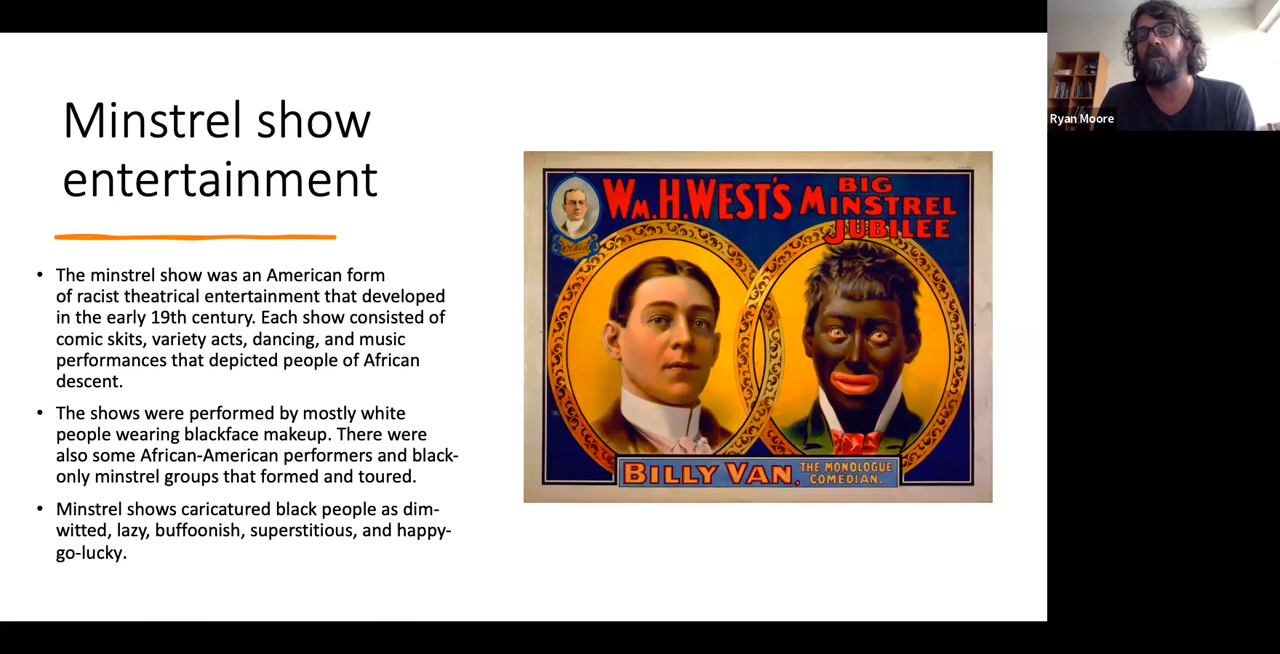 Minstrel show
entertainment
• The minstrel show was an American form
of racist theatrical entertainment that developed
in the early 19th century. Each show consisted of
comic skits, variety acts, dancing, and music
performances that depicted people of African
descent.
• The shows were performed by mostly white
people wearing blackface makeup. There were
also some African-American performers and black-
only minstrel groups that formed and toured.
• Minstrel shows caricatured black people as dim-
witted, lazy, buffoonish, superstitious, and happy-
go-lucky.
WM. H. WEST'S
BIG
MINSTREL
JUBILEE
BILLY VAN,
THE MONOLOGUE
COMEDIAN.
Ryan Moore